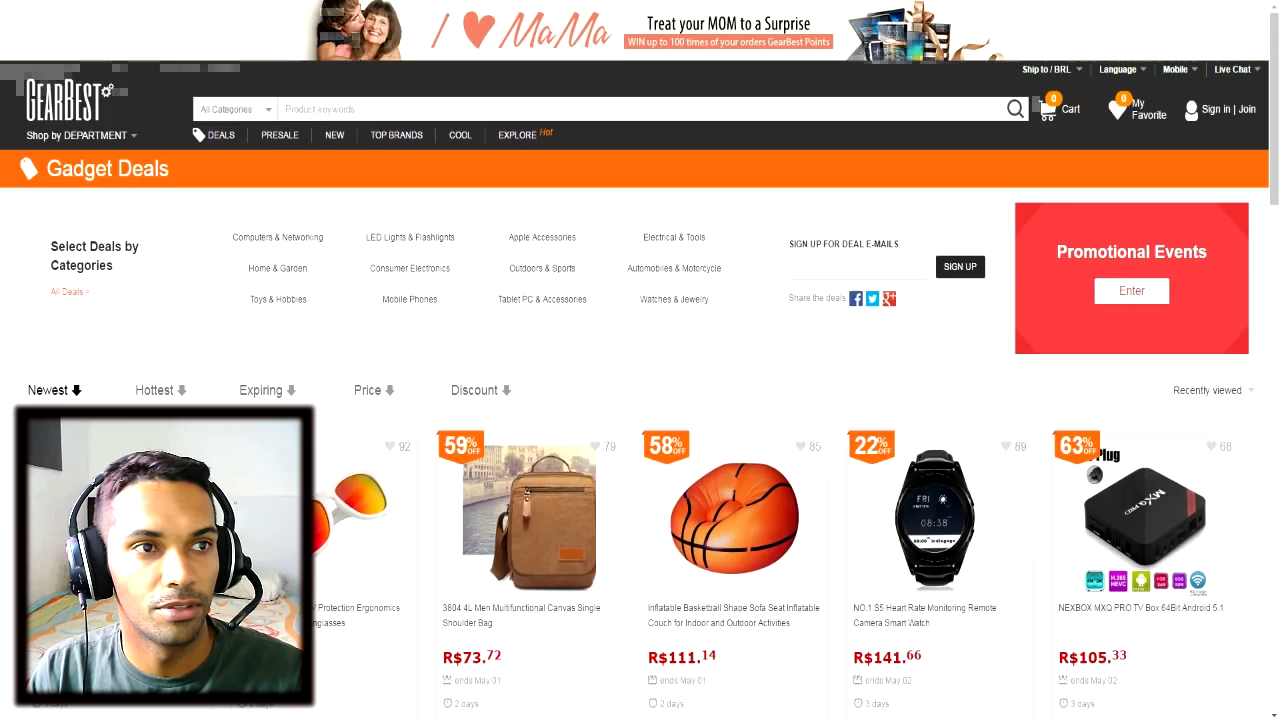 I ♥ MaMa
Treat your MOM to a Surprise
WIN up to 100 times of your orders GearBest Points
Ship to / BRL
Language
Mobile
Live Chat
GEARBEST
All Categories
Product keywords
0
Cart
0
My Favorite
Sign in | Join
Shop by DEPARTMENT
DEALS
PRESALE
NEW
TOP BRANDS
COOL
EXPLORE Hot
Gadget Deals
Select Deals by
Categories
All Deals >
Computers & Networking
LED Lights & Flashlights
Apple Accessories
Electrical & Tools
Home & Garden
Consumer Electronics
Outdoors & Sports
Automobiles & Motorcycle
Toys & Hobbies
Mobile Phones
Tablet PC & Accessories
Watches & Jewelry
SIGN UP FOR DEAL E-MAILS
SIGN UP
Share the deals
Promotional Events
Enter
Newest
Hottest
Expiring
Price
Discount
Recently viewed
92
59% OFF
79
58% OFF
85
22% OFF
89
63% OFF
68
Plug
FRI
08:38
MXQ PRO
H.265
HEVC
Protection Ergonomics
3804 4L Men Multifunctional Canvas Single
Shoulder Bag
Inflatable Basketball Shape Sofa Seat Inflatable
Couch for Indoor and Outdoor Activities
NO.1 S5 Heart Rate Monitoring Remote
Camera Smart Watch
NEXBOX MXQ PRO TV Box 64Bit Android 5.1
R$73.72
R$111.14
R$141.66
R$105.33
ends May 01
ends May 01
ends May 02
ends May 02
2 days
2 days
3 days
3 days